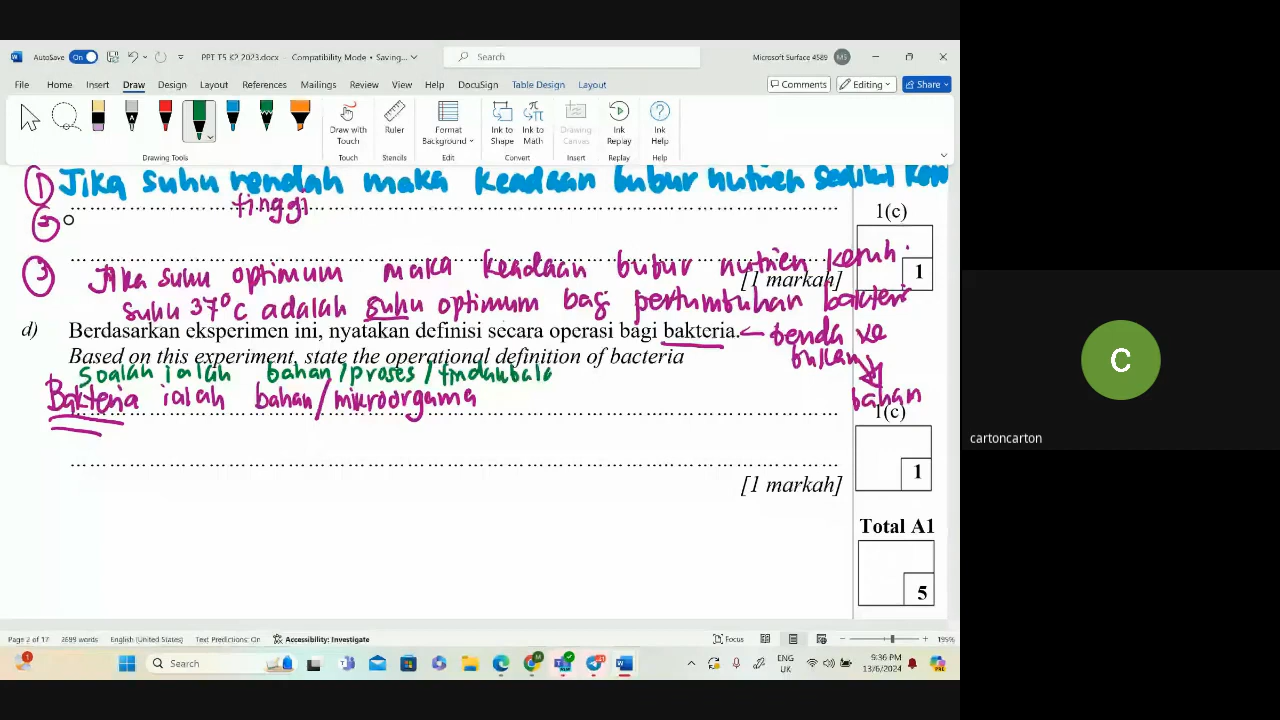 AutoSave On PPT T5 K2 2023.docx Compatibility Mode • Saving... Search Microsoft Surface 4589 MS
File Home Insert Draw Design Layout References Mailings Review View Help DocuSign Table Design Layout Comments Editing Share
Draw with Touch Ruler Format Background Ink to Shape Ink to Math Drawing Canvas Ink Replay Ink Help
Drawing Tools Touch Stencils Edit Convert Insert Replay Help
① Jika suhu rendah maka keadaan bubur nutrien sedikit
tinggi
1(c)
③ Jika suhu optimum maka keadaan bubur nutrien keruh.
[1 markah] 1
suhu 37°C adalah suhu optimum bagi pertumbuhan bakteria
d) Berdasarkan eksperimen ini, nyatakan definisi secara operasi bagi bakteria. ← benda ke
Based on this experiment, state the operational definition of bacteria bukan
soalah ialah bahan/proses/tindakbalas
Bakteria ialah bahan/mikroorgama bahan
1(c)
1
[1 markah]
Total A1
5
Page 2 of 17 2699 words English (United States) Text Predictions: On Accessibility: Investigate Focus 195%
1 Search ENG UK 9:36 PM 13/6/2024
C
cartoncarton